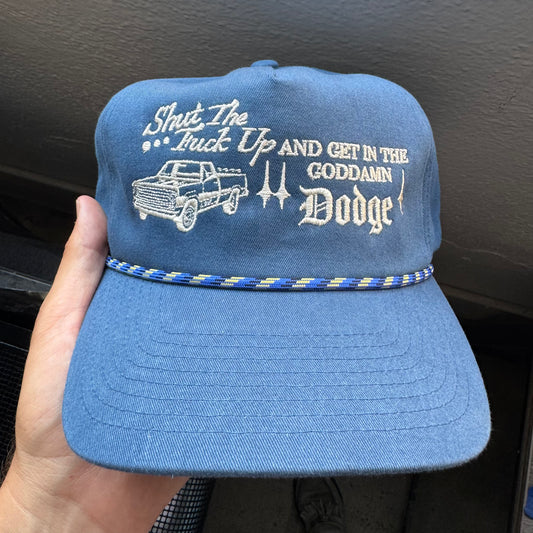 Shut The
... Fuck Up AND GET IN THE
GODDAMN
Dodge